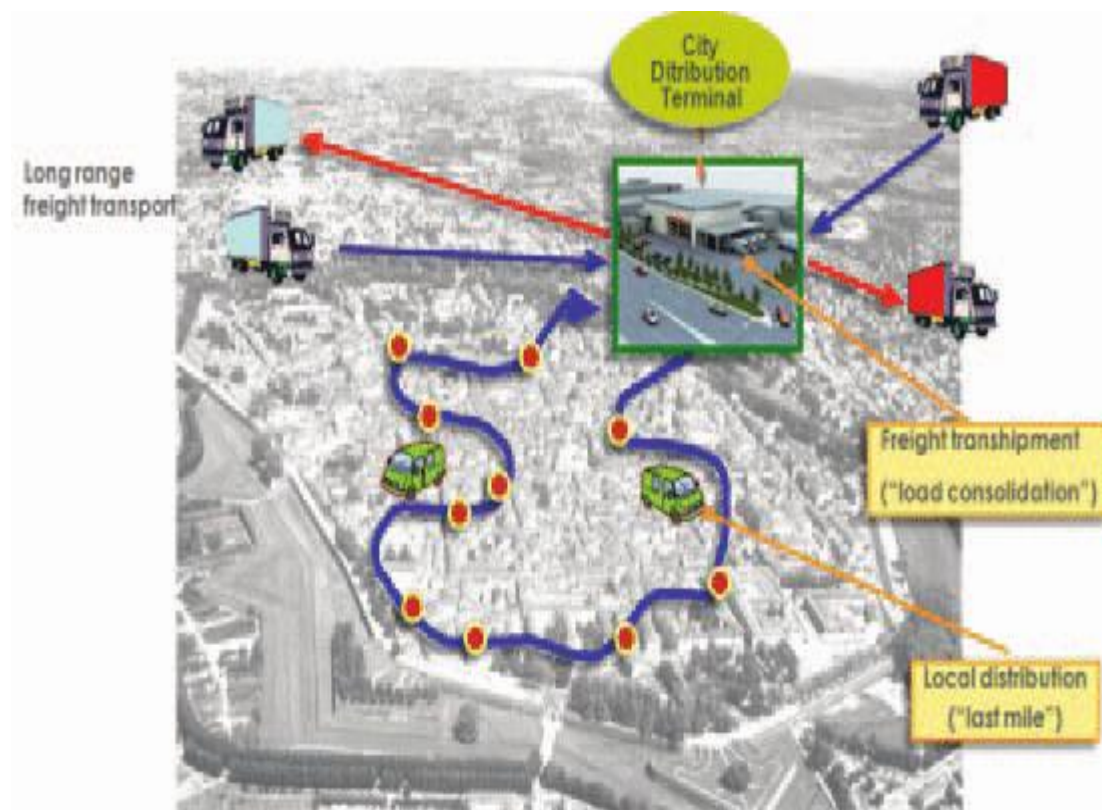 City
Ditribution
Terminal
Long range
freight transport
Freight transhipment
("load consolidation")
Local distribution
("last mile")